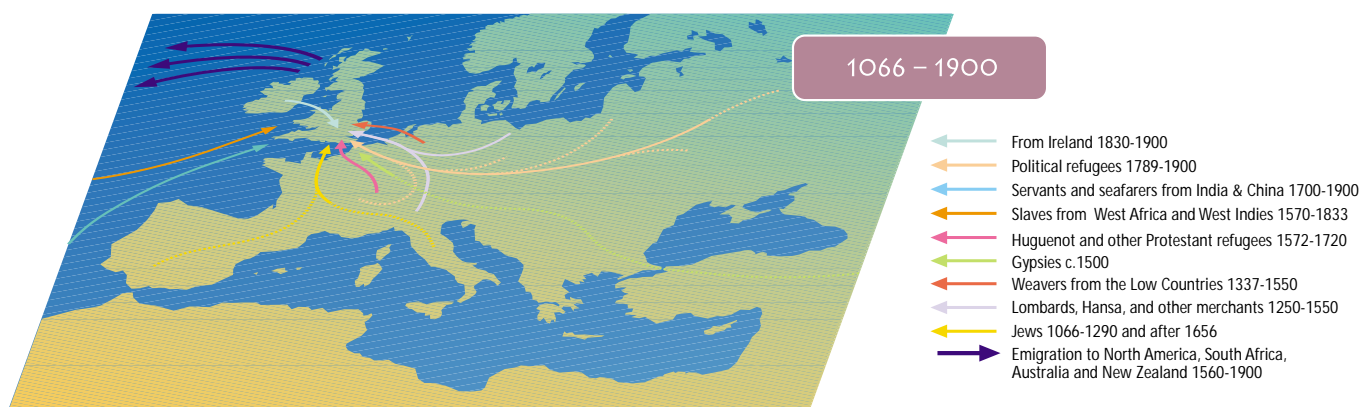 1066 – 1900
From Ireland 1830-1900
Political refugees 1789-1900
Servants and seafarers from India & China 1700-1900
Slaves from West Africa and West Indies 1570-1833
Huguenot and other Protestant refugees 1572-1720
Gypsies c.1500
Weavers from the Low Countries 1337-1550
Lombards, Hansa, and other merchants 1250-1550
Jews 1066-1290 and after 1656
Emigration to North America, South Africa,
Australia and New Zealand 1560-1900